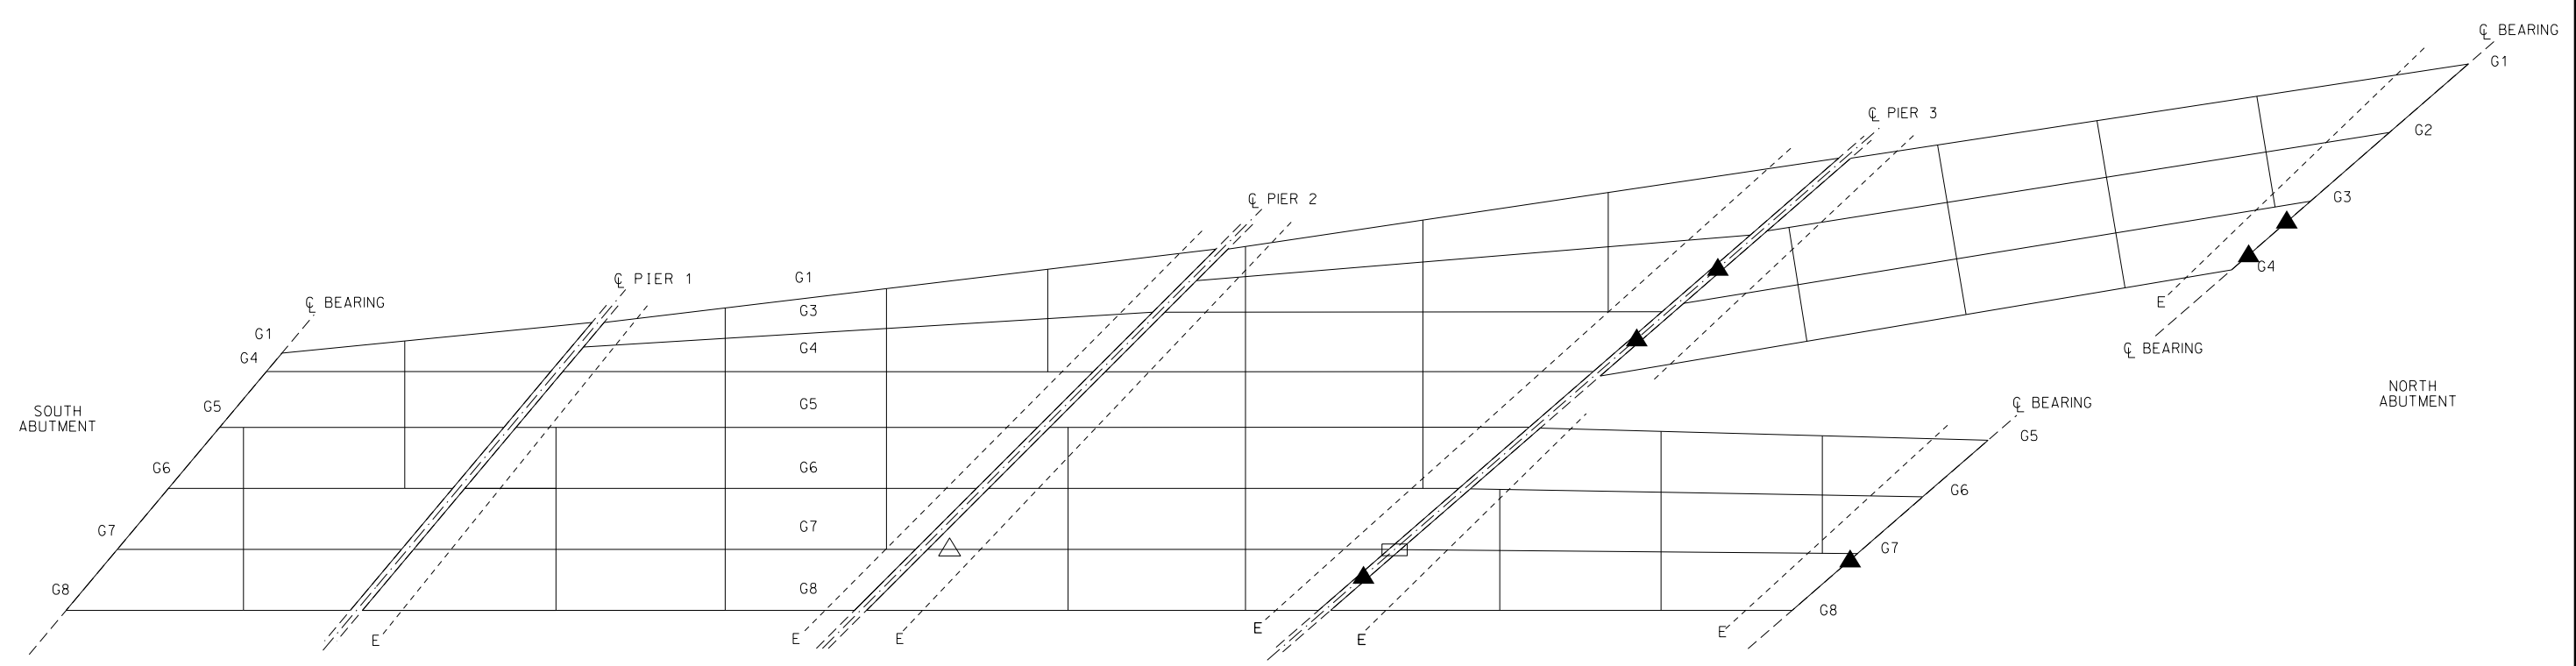 ℄ BEARING
G1
℄ PIER 3
G2
℄ PIER 2
G3
℄ PIER 1
G1
G4
℄ BEARING
E
G3
G1
G4
℄ BEARING
G4
NORTH
ABUTMENT
℄ BEARING
G5
G5
SOUTH
ABUTMENT
G5
G6
G6
G6
G7
G7
G7
G8
G8
G8
E
E
E
E
E
E